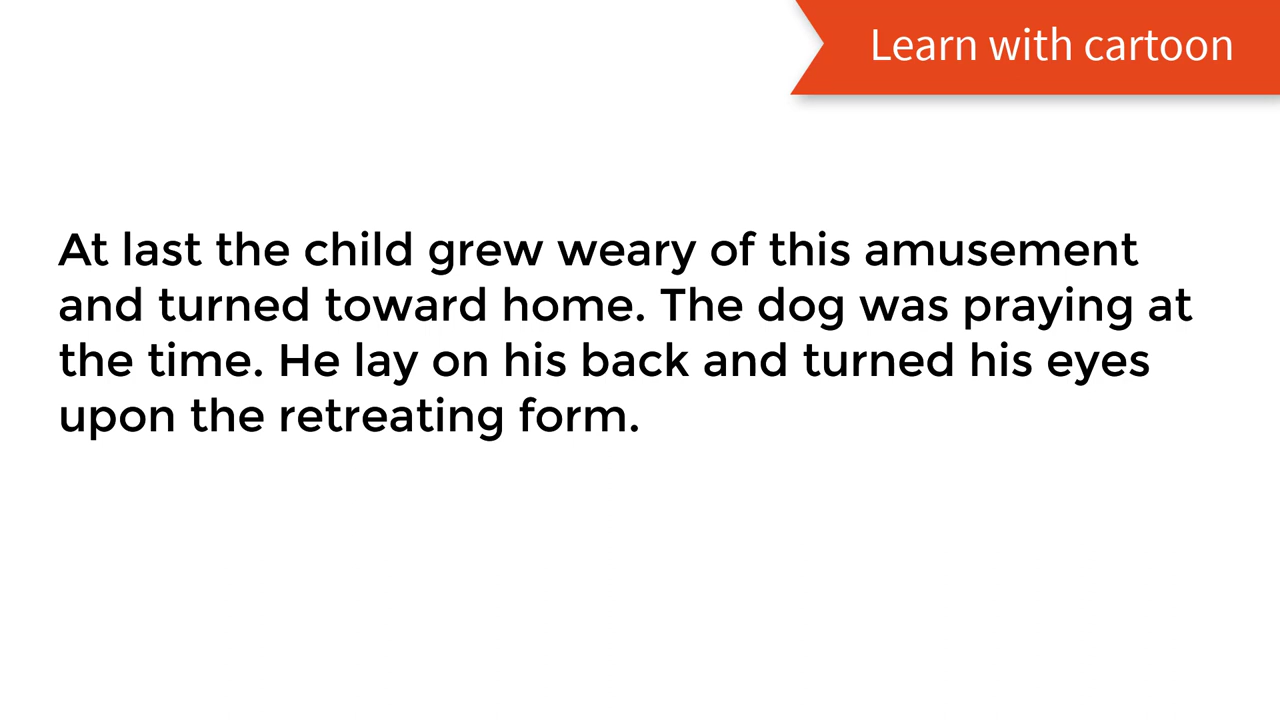 Learn with cartoon
At last the child grew weary of this amusement
and turned toward home. The dog was praying at
the time. He lay on his back and turned his eyes
upon the retreating form.